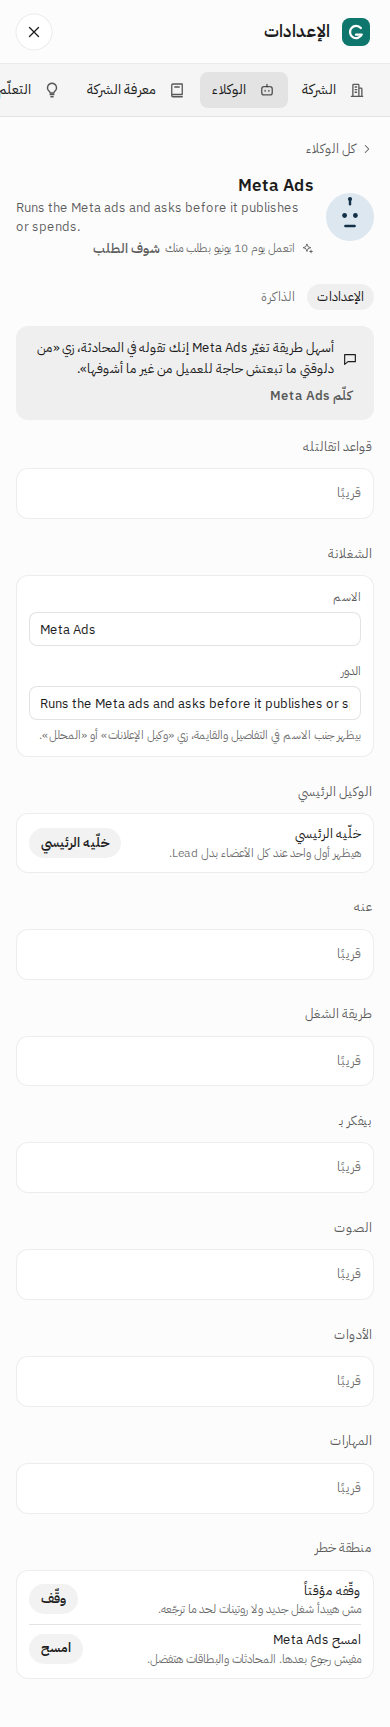 الإعدادات
الشركة
الوكلاء
معرفة الشركة
التعلّم
كل الوكلاء
Meta Ads
Runs the Meta ads and asks before it publishes
or spends.
اتعمل يوم 10 يونيو بطلب منك شوف الطلب
الإعدادات
الذاكرة
أسهل طريقة تغيّر Meta Ads إنك تقوله في المحادثة، زي «من
دلوقتي ما تبعتش حاجة للعميل من غير ما أشوفها».
كلّم Meta Ads
قواعد اتقالتله
قريبًا
الشغلانة
الاسم
Meta Ads
الدور
Runs the Meta ads and asks before it publishes or s
بيظهر جنب الاسم في التفاصيل والقايمة، زي «وكيل الإعلانات» أو «المحلل».
الوكيل الرئيسي
خلّيه الرئيسي
هيظهر أول واحد عند كل الأعضاء بدل Lead.
خلّيه الرئيسي
عنه
قريبًا
طريقة الشغل
قريبًا
بيفكر بـ
قريبًا
الصوت
قريبًا
الأدوات
قريبًا
المهارات
قريبًا
منطقة خطر
وقّفه مؤقتاً
مش هيبدأ شغل جديد ولا روتينات لحد ما ترجّعه.
وقّف
امسح Meta Ads
مفيش رجوع بعدها. المحادثات والبطاقات هتفضل.
امسح